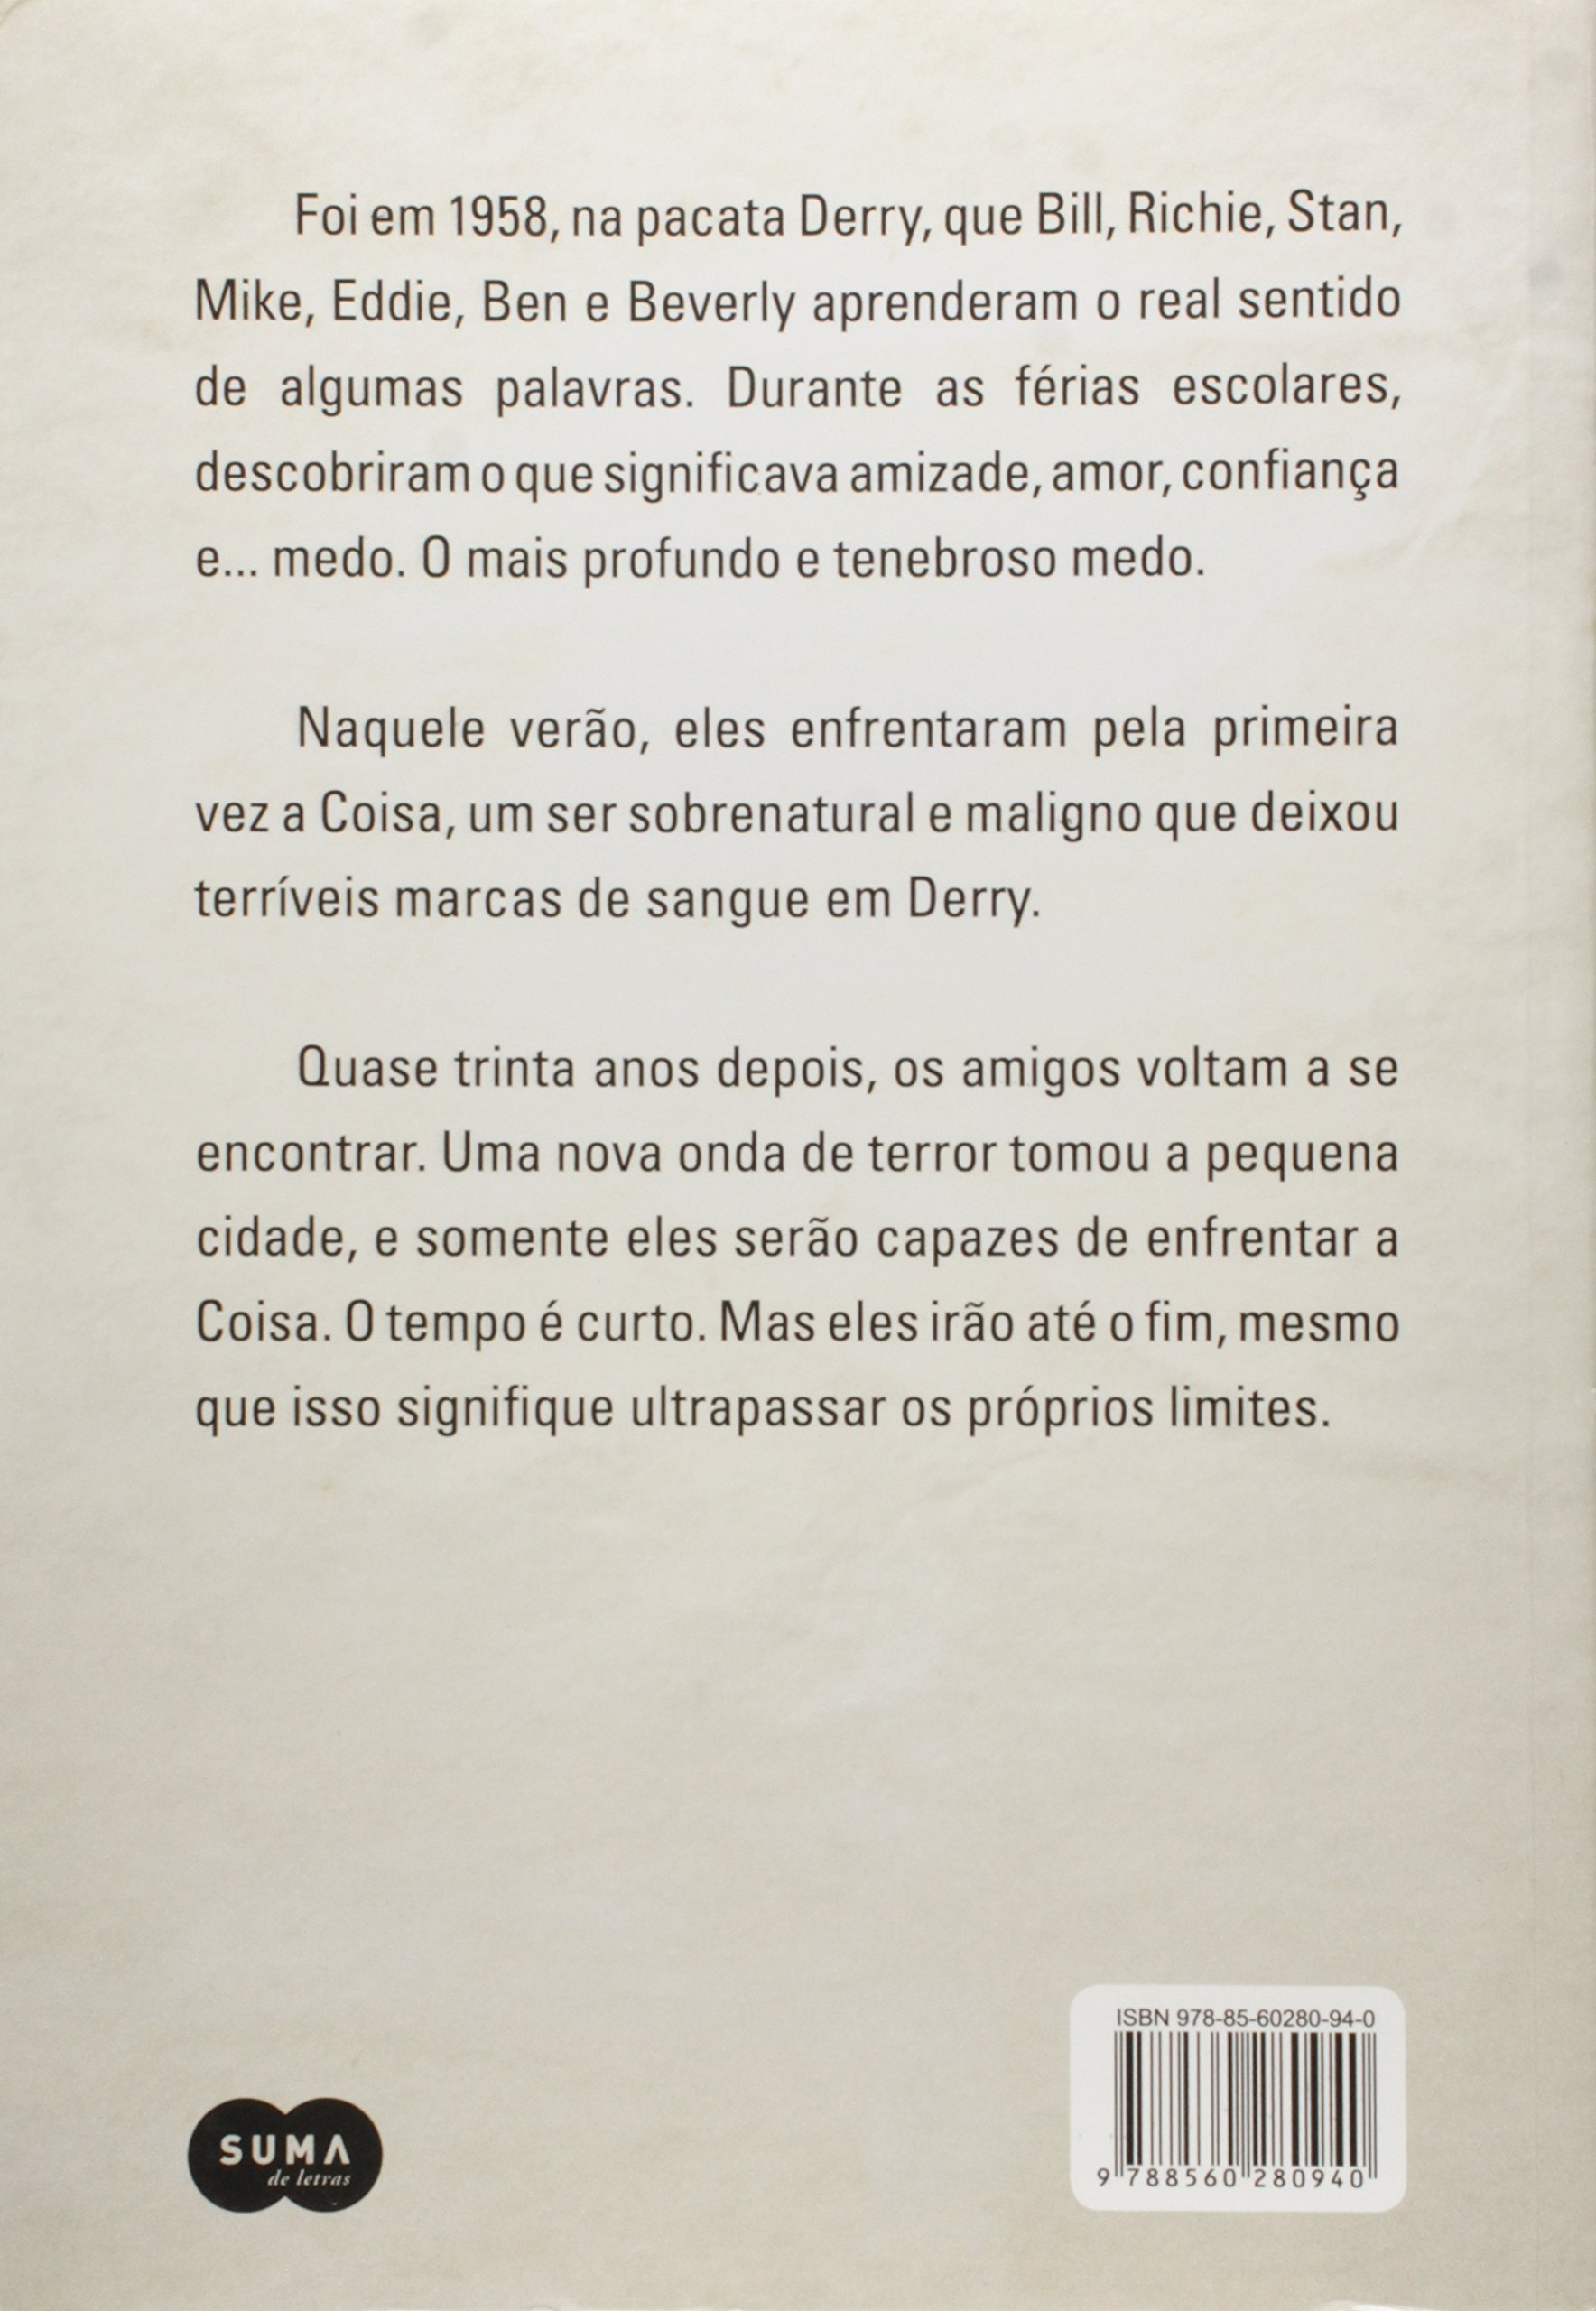 Foi em 1958, na pacata Derry, que Bill, Richie, Stan,
Mike, Eddie, Ben e Beverly aprenderam o real sentido
de algumas palavras. Durante as férias escolares,
descobriram o que significava amizade, amor, confiança
e... medo. O mais profundo e tenebroso medo.
Naquele verão, eles enfrentaram pela primeira
vez a Coisa, um ser sobrenatural e maligno que deixou
terríveis marcas de sangue em Derry.
Quase trinta anos depois, os amigos voltam a se
encontrar. Uma nova onda de terror tomou a pequena
cidade, e somente eles serão capazes de enfrentar a
Coisa. O tempo é curto. Mas eles irão até o fim, mesmo
que isso signifique ultrapassar os próprios limites.
SUMA
de letras
ISBN 978-85-60280-94-0
9 788560 280940